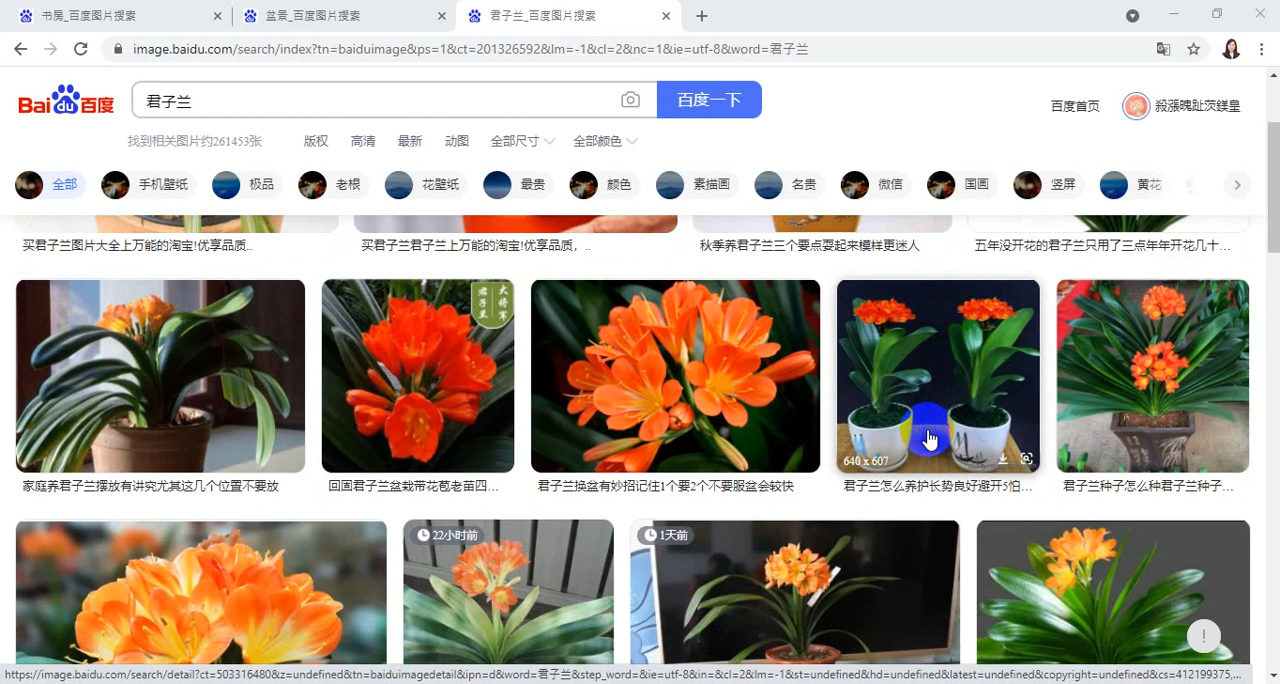 书房_百度图片搜索
盆景_百度图片搜索
君子兰_百度图片搜索
image.baidu.com/search/index?tn=baiduimage&ps=1&ct=201326592&lm=-1&cl=2&nc=1&ie=utf-8&word=君子兰
Bai du 百度
君子兰
百度一下
百度首页
找到相关图片约261453张
版权 高清 最新 动图 全部尺寸 全部颜色
全部 手机壁纸 极品 老根 花壁纸 最贵 颜色 素描画 名贵 微信 国画 竖屏 黄花
买君子兰图片大全上万能的淘宝!优享品质..
买君子兰君子兰上万能的淘宝!优享品质，..
秋季养君子兰三个要点耍起来模样更迷人
五年没开花的君子兰只用了三点年年开花几十...
大将军
君子兰
640 x 607
家庭养君子兰摆放有讲究尤其这几个位置不要放
回固君子兰盆栽带花苞老苗四...
君子兰换盆有妙招记住1个要2个不要服盆会较快
君子兰怎么养护长势良好避开5怕...
君子兰种子怎么种君子兰种子...
22小时前
1天前
https://image.baidu.com/search/detail?ct=503316480&z=undefined&tn=baiduimagedetail&ipn=d&word=君子兰&step_word=&ie=utf-8&in=&cl=2&lm=-1&st=undefined&hd=undefined&latest=undefined&copyright=undefined&cs=412199375,...